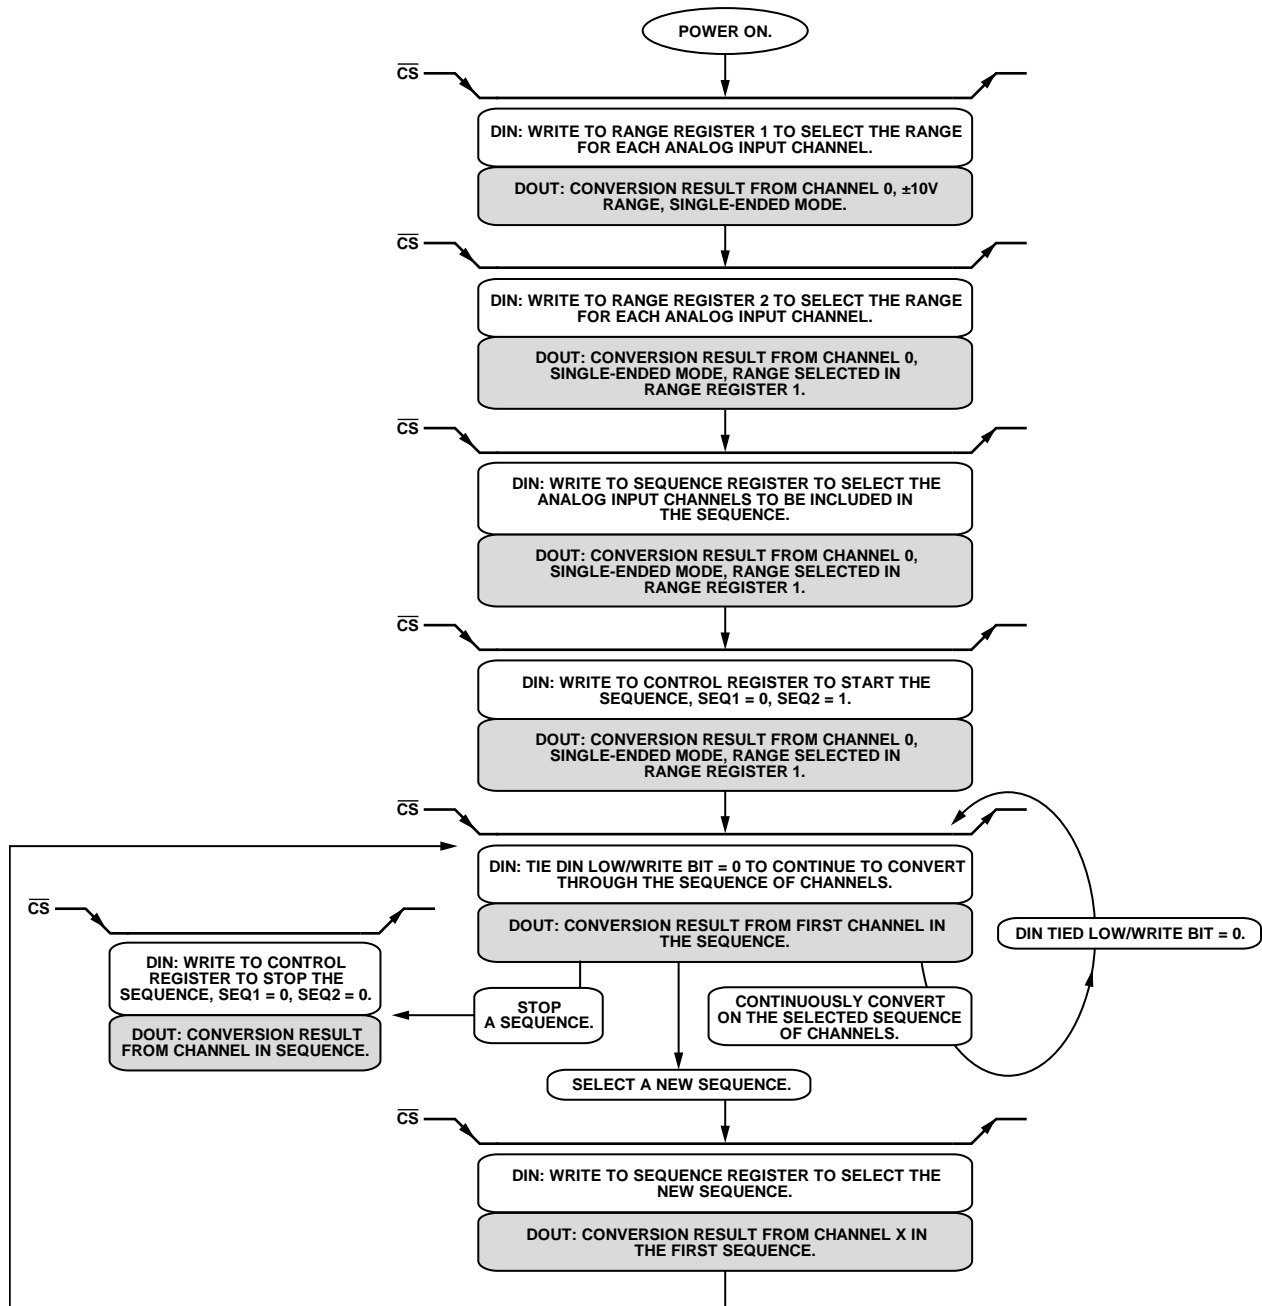 POWER ON.
CS
DIN: WRITE TO RANGE REGISTER 1 TO SELECT THE RANGE
FOR EACH ANALOG INPUT CHANNEL.
DOUT: CONVERSION RESULT FROM CHANNEL 0, ±10V
RANGE, SINGLE-ENDED MODE.
CS
DIN: WRITE TO RANGE REGISTER 2 TO SELECT THE RANGE
FOR EACH ANALOG INPUT CHANNEL.
DOUT: CONVERSION RESULT FROM CHANNEL 0,
SINGLE-ENDED MODE, RANGE SELECTED IN
RANGE REGISTER 1.
CS
DIN: WRITE TO SEQUENCE REGISTER TO SELECT THE
ANALOG INPUT CHANNELS TO BE INCLUDED IN
THE SEQUENCE.
DOUT: CONVERSION RESULT FROM CHANNEL 0,
SINGLE-ENDED MODE, RANGE SELECTED IN
RANGE REGISTER 1.
CS
DIN: WRITE TO CONTROL REGISTER TO START THE
SEQUENCE, SEQ1 = 0, SEQ2 = 1.
DOUT: CONVERSION RESULT FROM CHANNEL 0,
SINGLE-ENDED MODE, RANGE SELECTED IN
RANGE REGISTER 1.
CS
DIN: TIE DIN LOW/WRITE BIT = 0 TO CONTINUE TO CONVERT
THROUGH THE SEQUENCE OF CHANNELS.
DOUT: CONVERSION RESULT FROM FIRST CHANNEL IN
THE SEQUENCE.
DIN TIED LOW/WRITE BIT = 0.
CS
DIN: WRITE TO CONTROL
REGISTER TO STOP THE
SEQUENCE, SEQ1 = 0, SEQ2 = 0.
DOUT: CONVERSION RESULT
FROM CHANNEL IN SEQUENCE.
STOP
A SEQUENCE.
CONTINUOUSLY CONVERT
ON THE SELECTED SEQUENCE
OF CHANNELS.
SELECT A NEW SEQUENCE.
CS
DIN: WRITE TO SEQUENCE REGISTER TO SELECT THE
NEW SEQUENCE.
DOUT: CONVERSION RESULT FROM CHANNEL X IN
THE FIRST SEQUENCE.